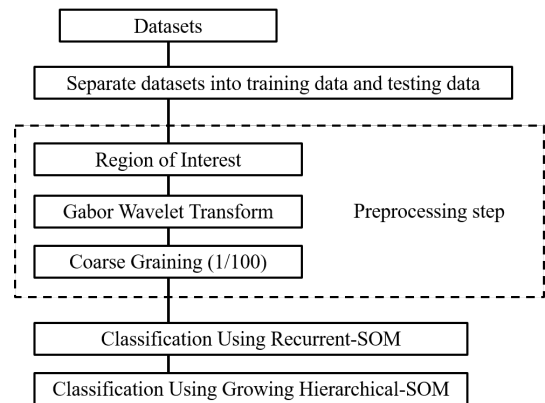 Datasets
Separate datasets into training data and testing data
Region of Interest
Gabor Wavelet Transform
Preprocessing step
Coarse Graining (1/100)
Classification Using Recurrent-SOM
Classification Using Growing Hierarchical-SOM